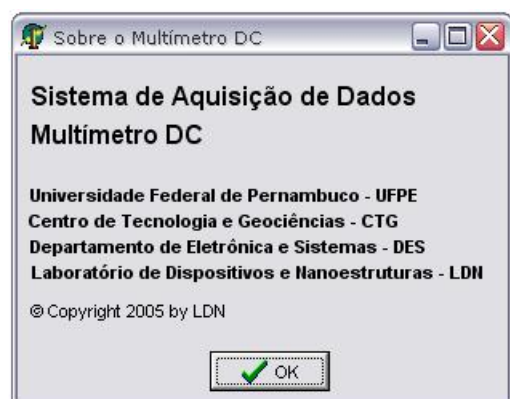 Sobre o Multímetro DC
Sistema de Aquisição de Dados
Multímetro DC
Universidade Federal de Pernambuco - UFPE
Centro de Tecnologia e Geociências - CTG
Departamento de Eletrônica e Sistemas - DES
Laboratório de Dispositivos e Nanoestruturas - LDN
© Copyright 2005 by LDN
OK